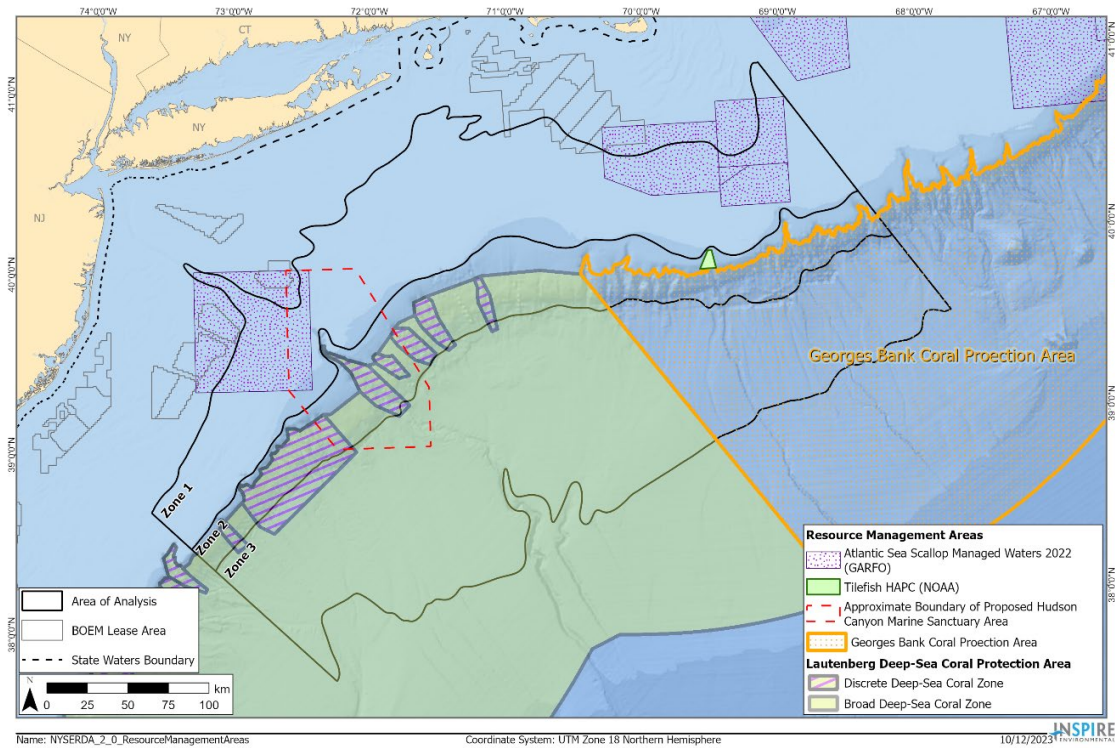 74°0'0"W
73°0'0"W
72°0'0"W
71°0'0"W
70°0'0"W
69°0'0"W
68°0'0"W
67°0'0"W
NY
CT
NY
NJ
41°0'0"N
40°0'0"N
39°0'0"N
38°0'0"N
41°0'0"N
40°0'0"N
39°0'0"N
38°0'0"N
Georges Bank Coral Proection Area
Zone 1
Zone 2
Zone 3
Area of Analysis
BOEM Lease Area
State Waters Boundary
N
km
0 25 50 75 100
Resource Management Areas
Atlantic Sea Scallop Managed Waters 2022
(GARFO)
Tilefish HAPC (NOAA)
Approximate Boundary of Proposed Hudson
Canyon Marine Sanctuary Area
Georges Bank Coral Proection Area
Lautenberg Deep-Sea Coral Protection Area
Discrete Deep-Sea Coral Zone
Broad Deep-Sea Coral Zone
Name: NYSERDA_2_0_ResourceManagementAreas
Coordinate System: UTM Zone 18 Northern Hemisphere
10/12/2023
INSPIRE
ENVIRONMENTAL